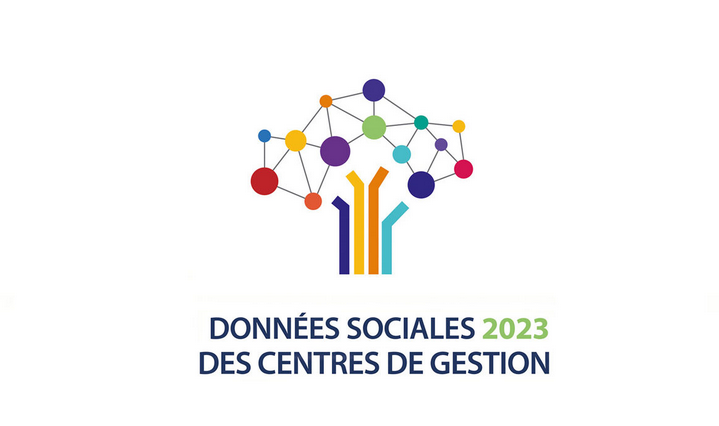 DONNÉES SOCIALES 2023
DES CENTRES DE GESTION